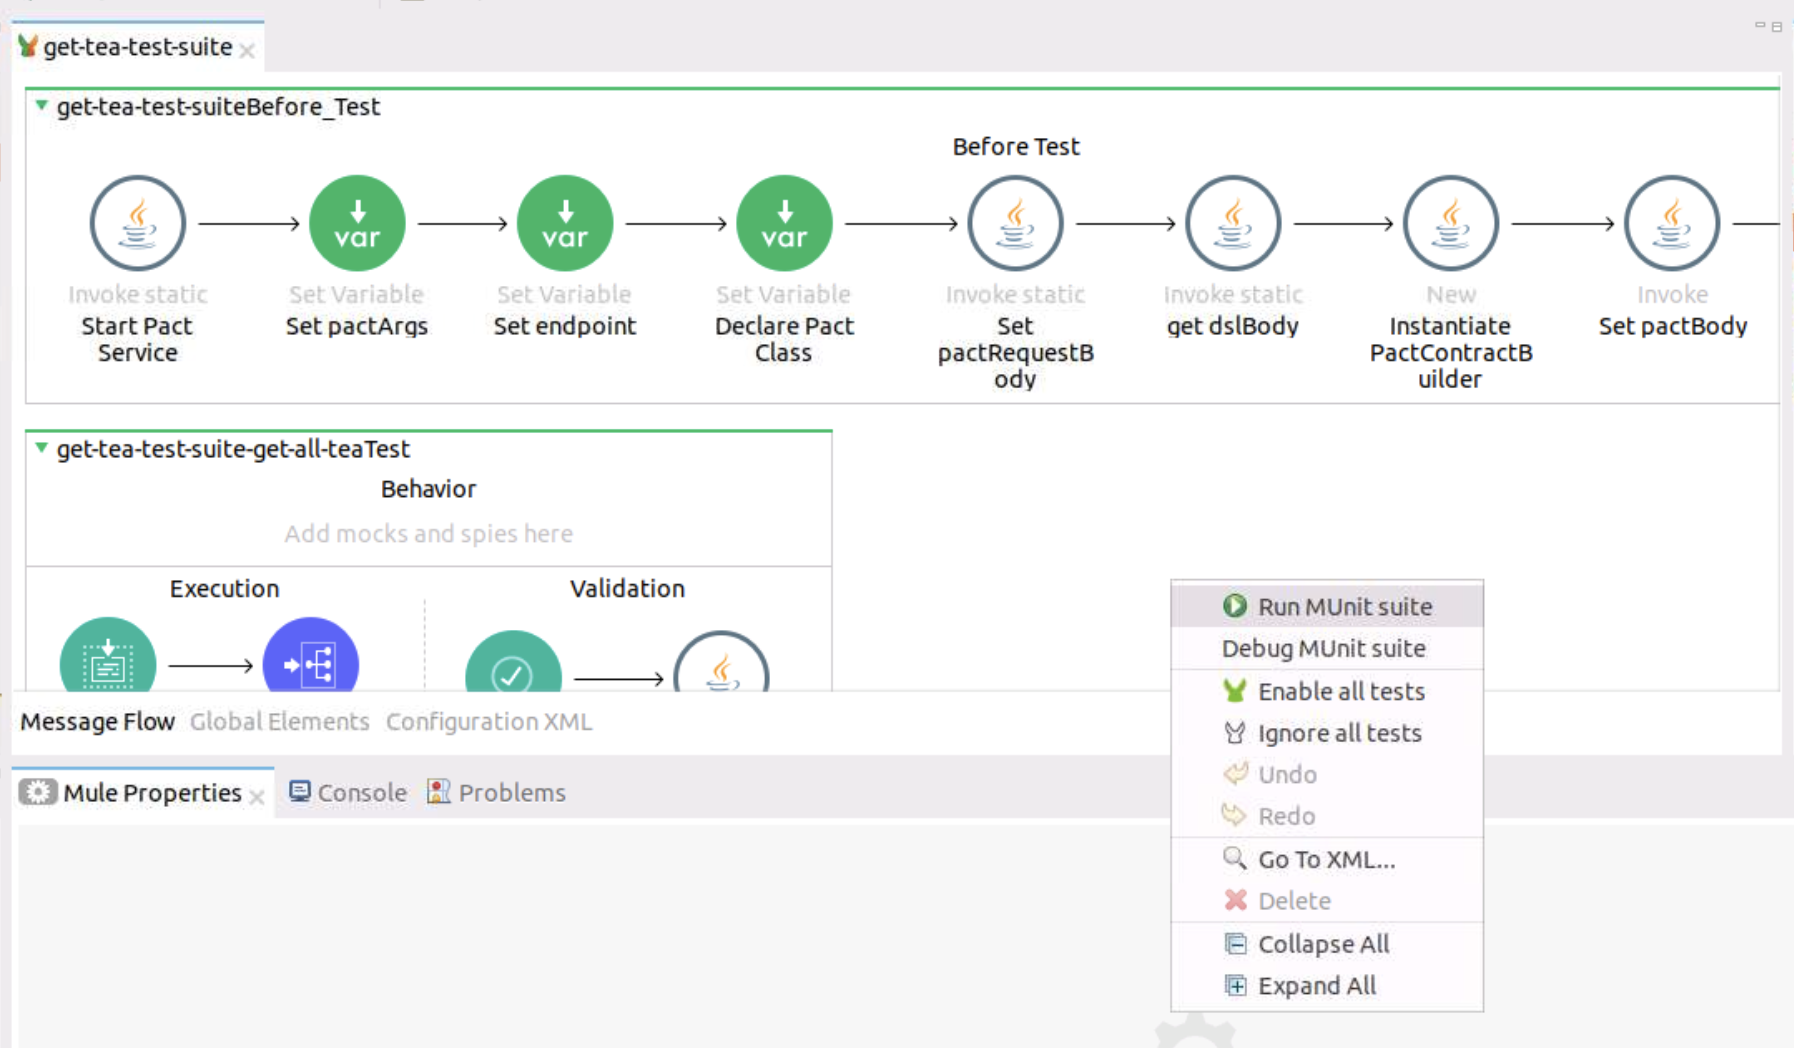 get-tea-test-suite
get-tea-test-suiteBefore_Test
Before Test
var
var
var
Invoke static
Start Pact
Service
Set Variable
Set pactArgs
Set Variable
Set endpoint
Set Variable
Declare Pact
Class
Invoke static
Set
pactRequestB
ody
Invoke static
get dslBody
New
Instantiate
PactContractB
uilder
Invoke
Set pactBody
get-tea-test-suite-get-all-teaTest
Behavior
Add mocks and spies here
Execution
Validation
Message Flow
Global Elements
Configuration XML
Mule Properties
Console
Problems
Run MUnit suite
Debug MUnit suite
Enable all tests
Ignore all tests
Undo
Redo
Go To XML...
Delete
Collapse All
Expand All